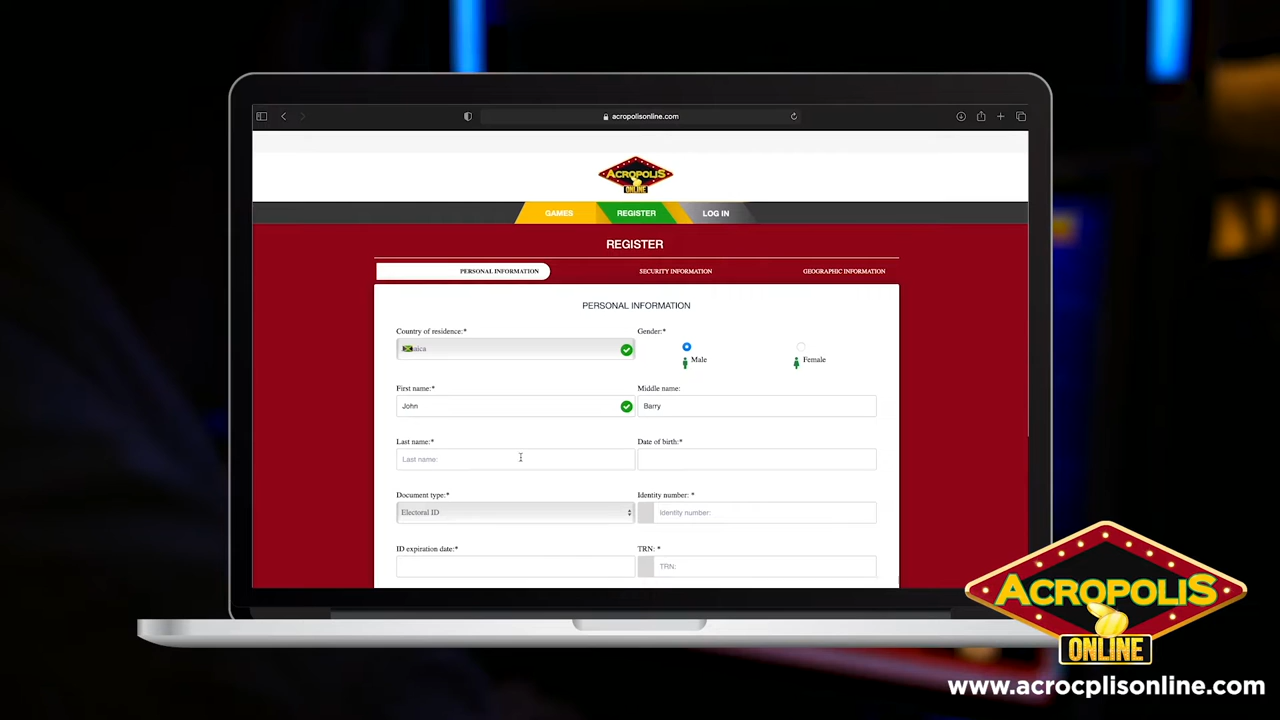 acropolisonline.com
ACROPOLIS
ONLINE
GAMES REGISTER LOG IN
REGISTER
PERSONAL INFORMATION SECURITY INFORMATION GEOGRAPHIC INFORMATION
PERSONAL INFORMATION
Country of residence:* Gender:*
aica
Male Female
First name:* Middle name:
John Barry
Last name:* Date of birth:*
Last name:
Document type:* Identity number: *
Electoral ID Identity number:
ID expiration date:* TRN: *
TRN:
ACROPOLIS
ONLINE
www.acrocplisonline.com